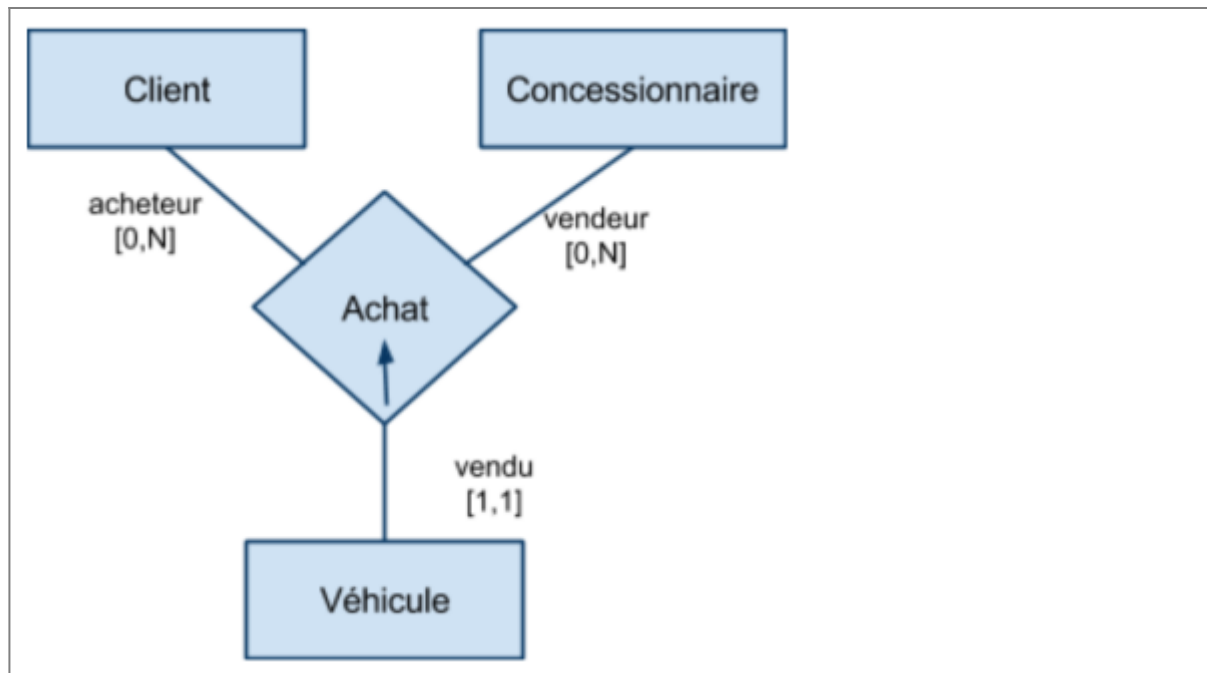 Client
Concessionnaire
acheteur
[0,N]
vendeur
[0,N]
Achat
vendu
[1,1]
Véhicule